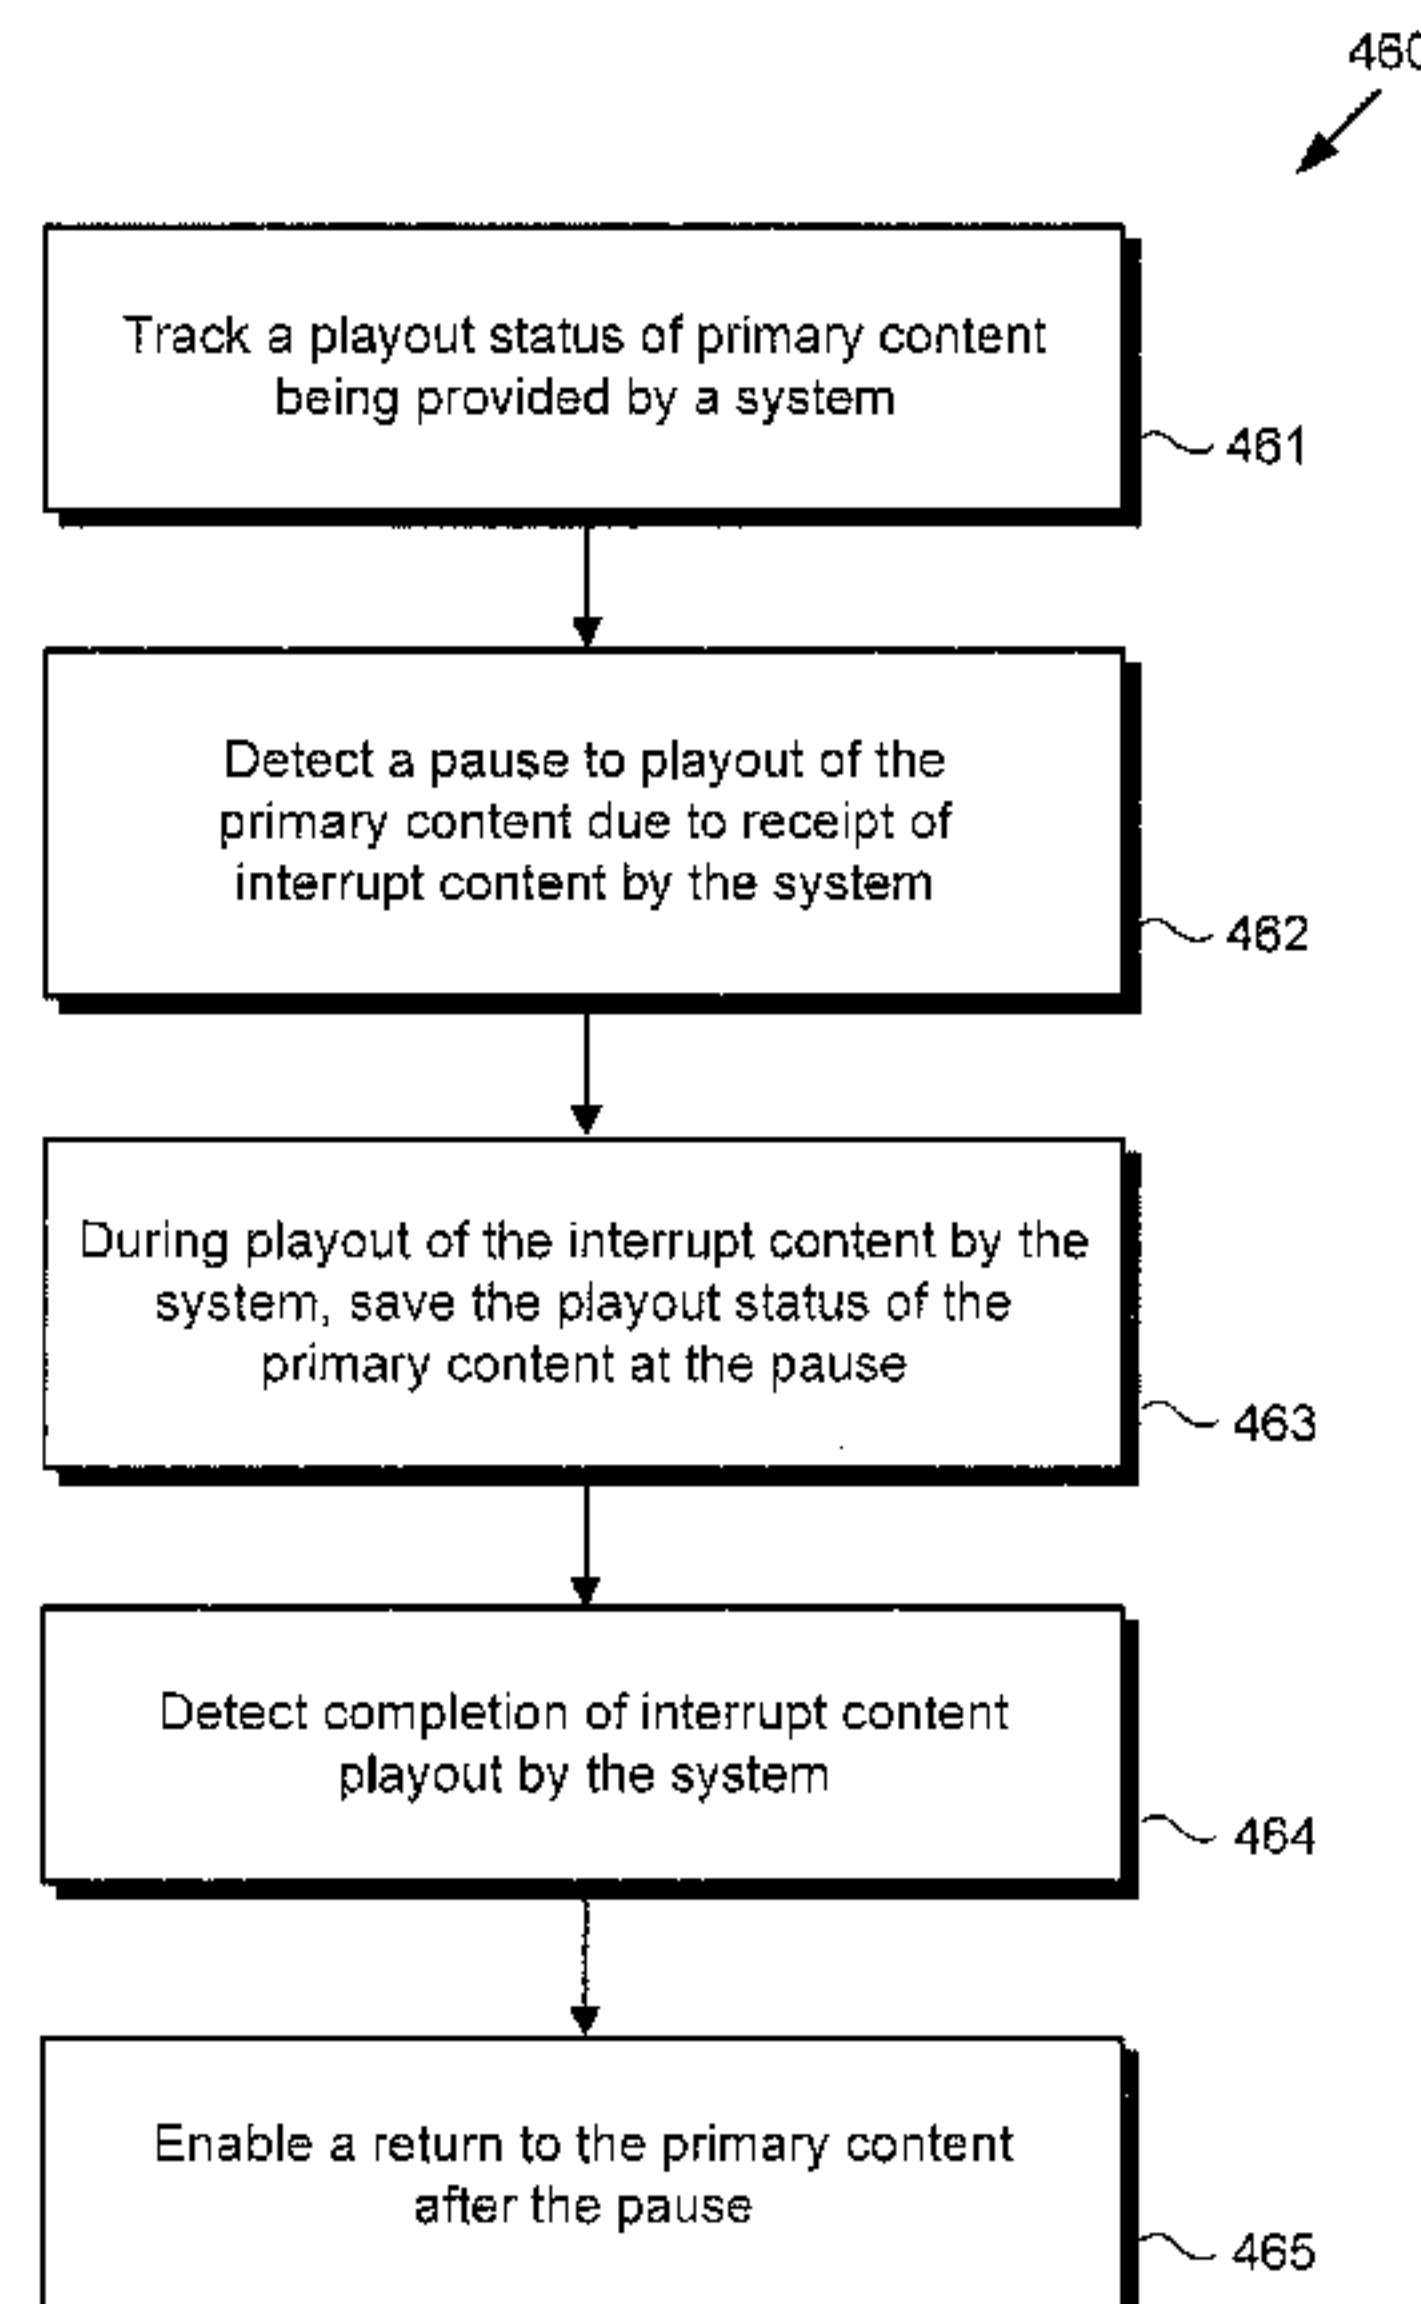 460
Track a playout status of primary content
being provided by a system
461
Detect a pause to playout of the
primary content due to receipt of
interrupt content by the system
462
During playout of the interrupt content by the
system, save the playout status of the
primary content at the pause
463
Detect completion of interrupt content
playout by the system
464
Enable a return to the primary content
after the pause
465